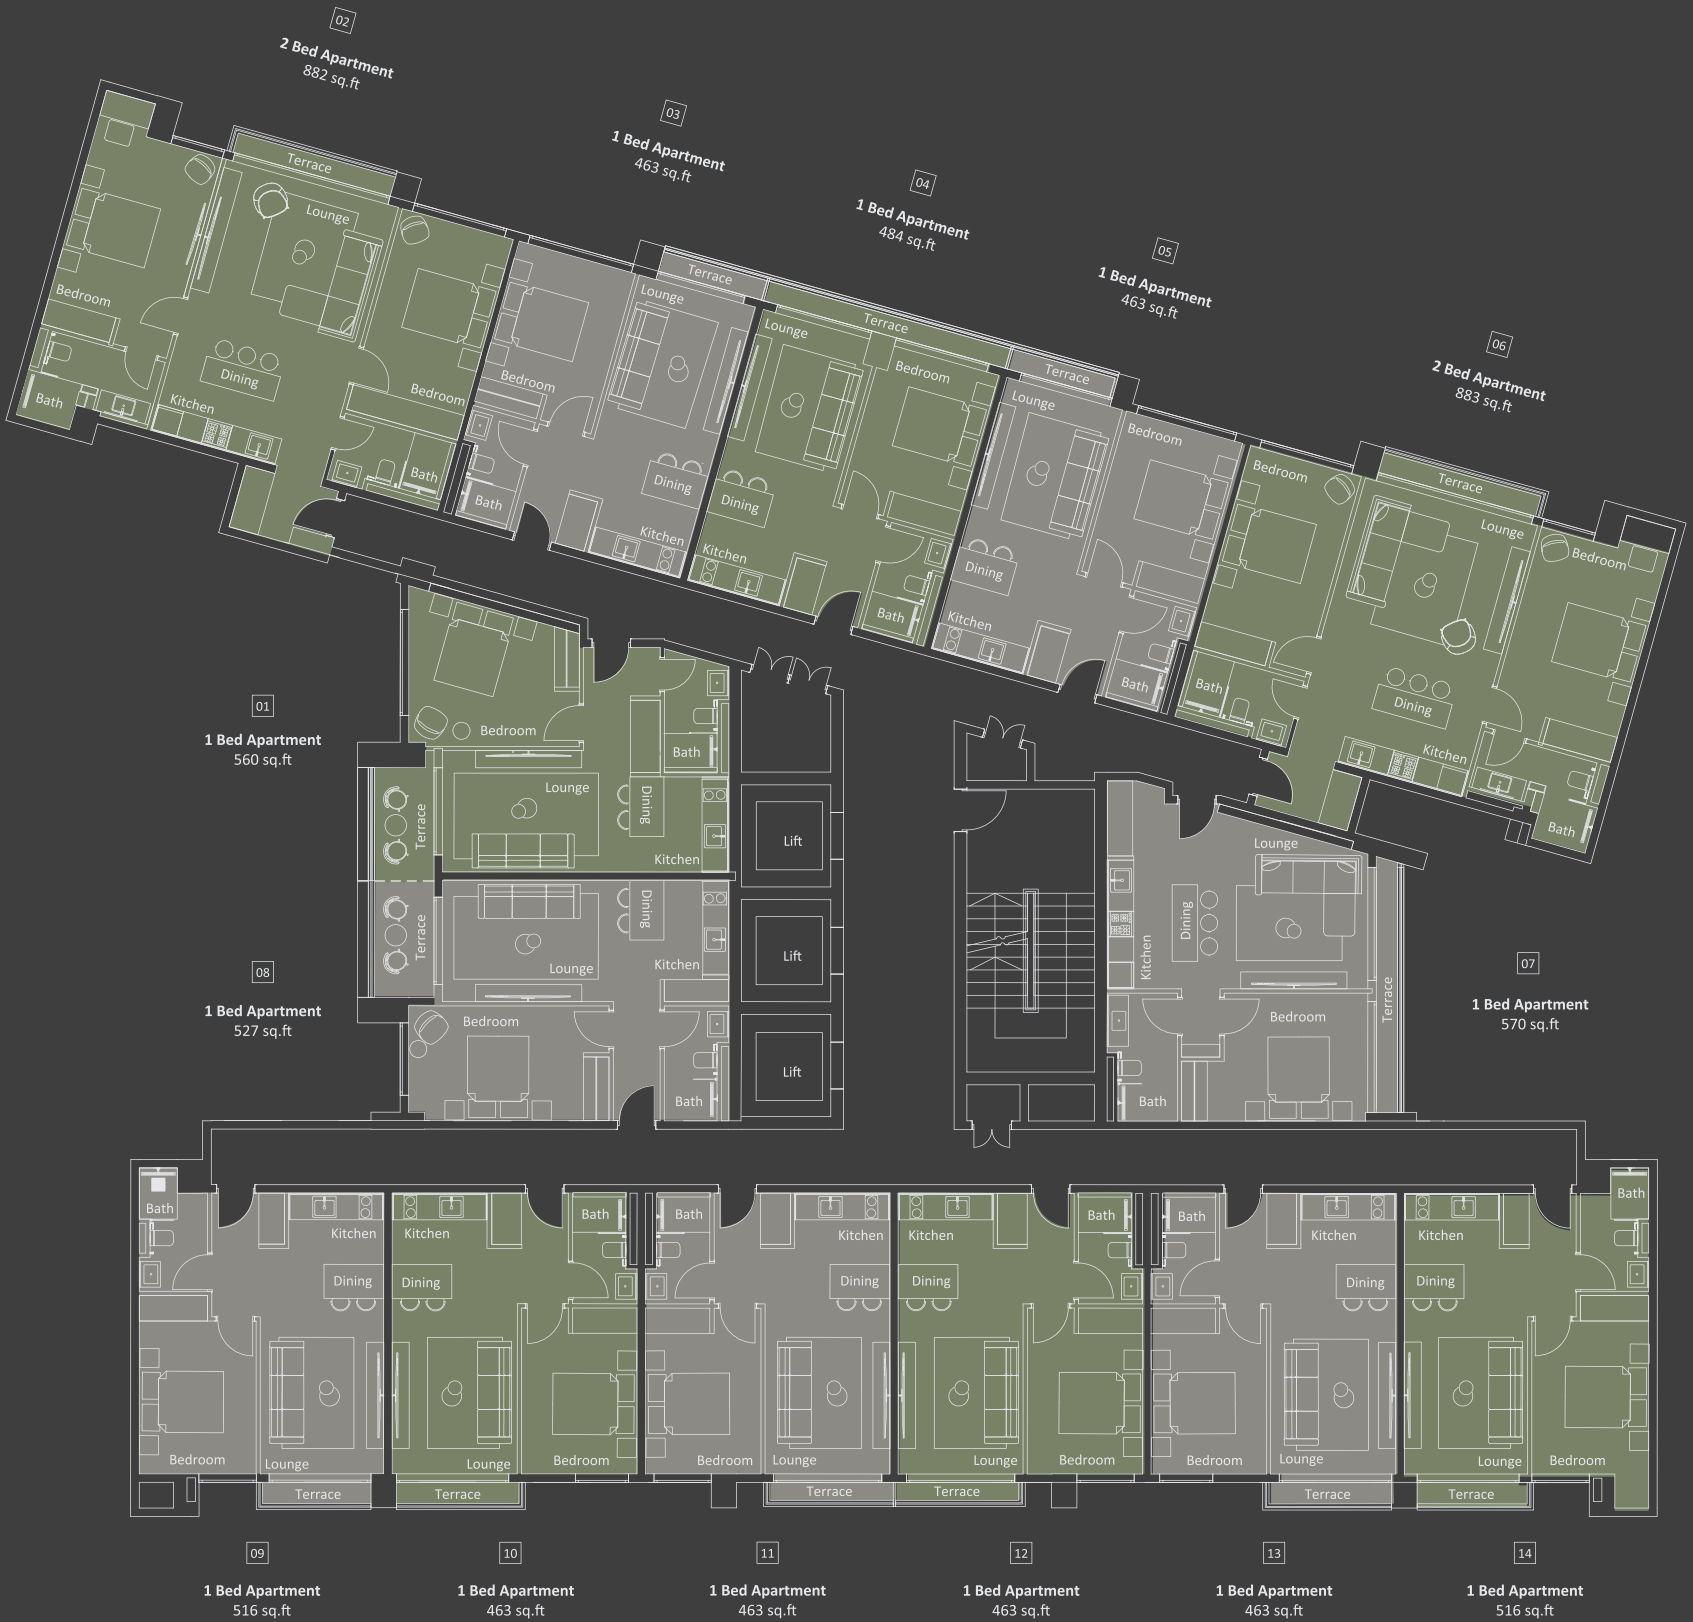 02
2 Bed Apartment
882 sq.ft
03
1 Bed Apartment
463 sq.ft
04
1 Bed Apartment
484 sq.ft
05
1 Bed Apartment
463 sq.ft
06
2 Bed Apartment
883 sq.ft
Terrace
Lounge
Bedroom
Dining
Bedroom
Kitchen
Bath
Bath
Terrace
Lounge
Bedroom
Dining
Bath
Kitchen
Terrace
Lounge
Bedroom
Dining
Kitchen
Bath
Terrace
Lounge
Bedroom
Dining
Kitchen
Bath
Terrace
Bedroom
Lounge
Bedroom
Bath
Dining
Kitchen
Bath
01
1 Bed Apartment
560 sq.ft
Bedroom
Bath
Lounge
Dining
Terrace
Kitchen
Lift
08
1 Bed Apartment
527 sq.ft
Dining
Terrace
Lounge
Kitchen
Bedroom
Bath
Lift
Lift
07
1 Bed Apartment
570 sq.ft
Lounge
Dining
Kitchen
Terrace
Bedroom
Bath
Bath
Kitchen
Dining
Bedroom
Lounge
Terrace
Kitchen
Bath
Dining
Lounge
Bedroom
Terrace
Bath
Kitchen
Dining
Bedroom
Lounge
Terrace
Kitchen
Bath
Dining
Lounge
Bedroom
Terrace
Bath
Kitchen
Dining
Bedroom
Lounge
Terrace
Bath
Kitchen
Dining
Lounge
Bedroom
Terrace
09
1 Bed Apartment
516 sq.ft
10
1 Bed Apartment
463 sq.ft
11
1 Bed Apartment
463 sq.ft
12
1 Bed Apartment
463 sq.ft
13
1 Bed Apartment
463 sq.ft
14
1 Bed Apartment
516 sq.ft